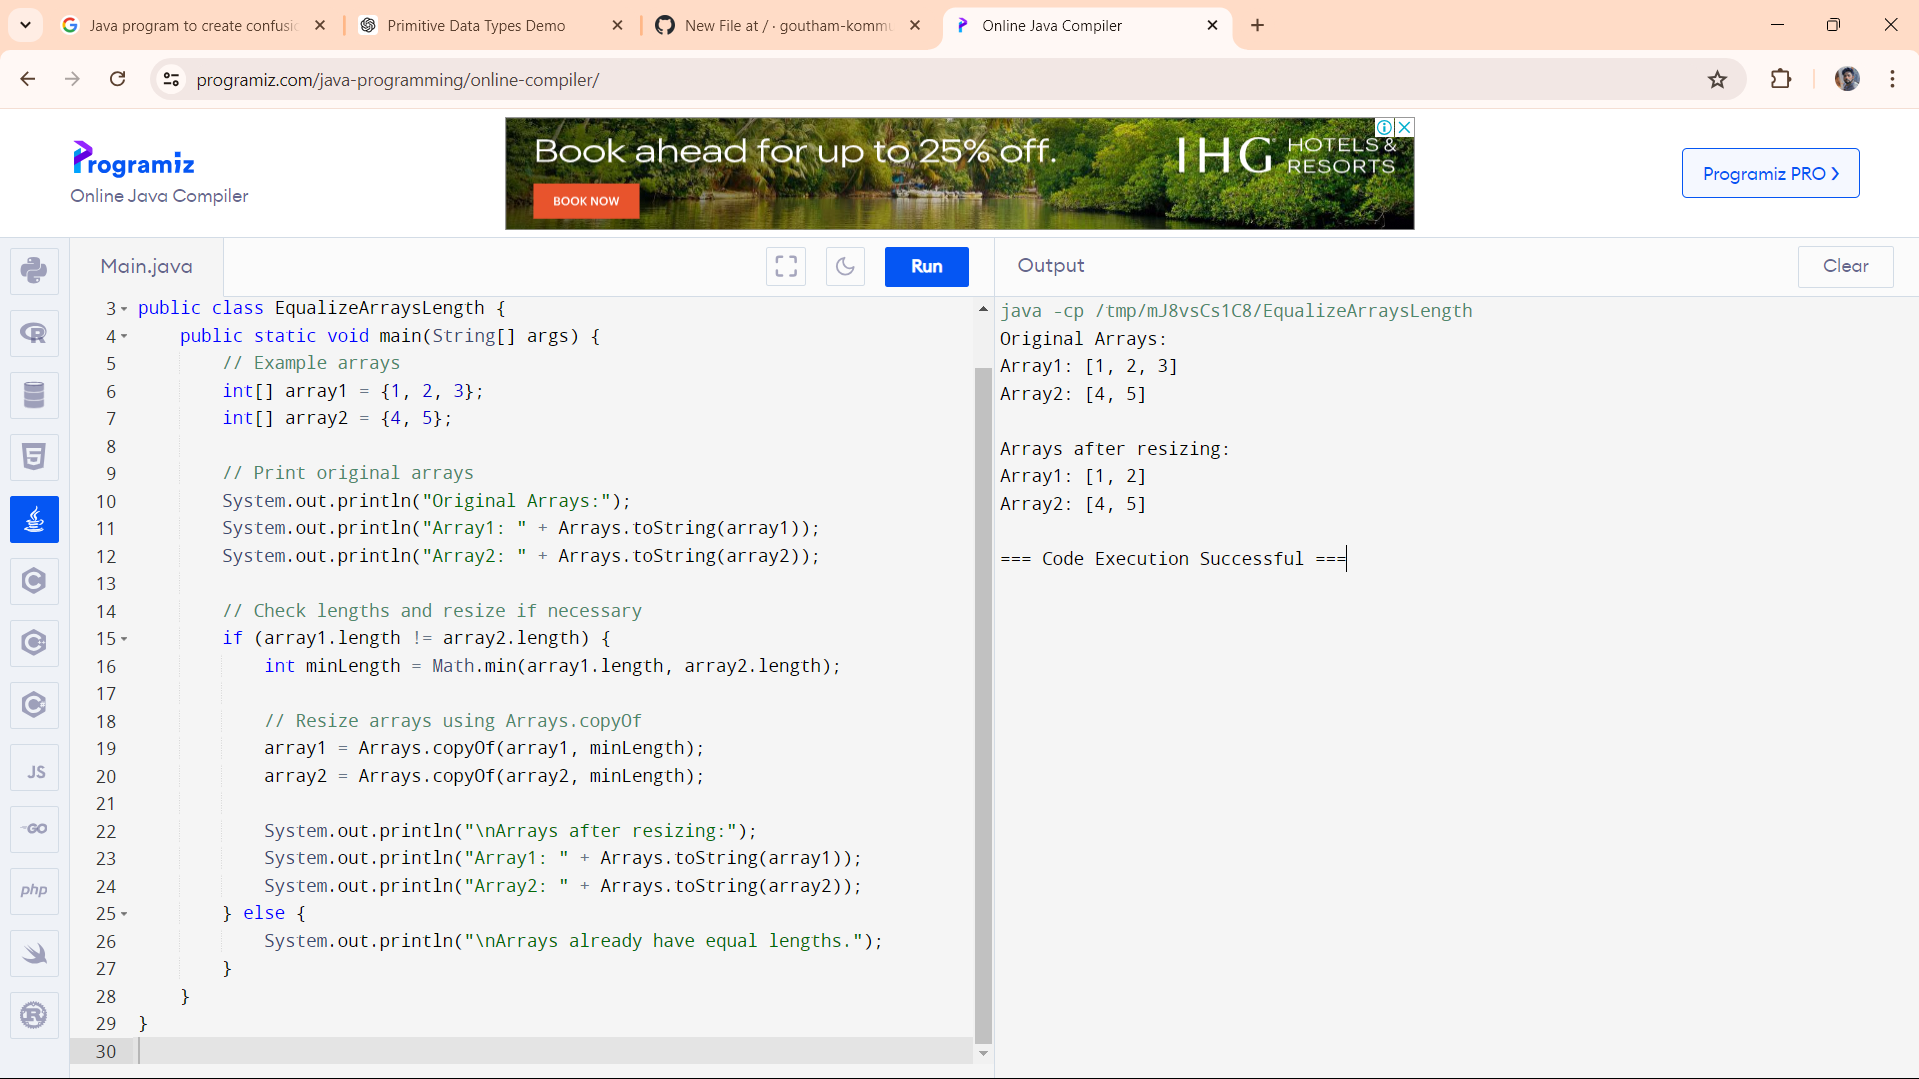 Java program to create confusic
Primitive Data Types Demo
New File at / · goutham-kommu
Online Java Compiler
programiz.com/java-programming/online-compiler/
Programiz
Online Java Compiler
Book ahead for up to 25% off.
BOOK NOW
IHG HOTELS & RESORTS
Programiz PRO
Main.java
Run
Output
Clear
3 public class EqualizeArraysLength {
4 public static void main(String[] args) {
5 // Example arrays
6 int[] array1 = {1, 2, 3};
7 int[] array2 = {4, 5};
8
9 // Print original arrays
10 System.out.println("Original Arrays:");
11 System.out.println("Array1: " + Arrays.toString(array1));
12 System.out.println("Array2: " + Arrays.toString(array2));
13
14 // Check lengths and resize if necessary
15 if (array1.length != array2.length) {
16 int minLength = Math.min(array1.length, array2.length);
17
18 // Resize arrays using Arrays.copyOf
19 array1 = Arrays.copyOf(array1, minLength);
20 array2 = Arrays.copyOf(array2, minLength);
21
22 System.out.println("\nArrays after resizing:");
23 System.out.println("Array1: " + Arrays.toString(array1));
24 System.out.println("Array2: " + Arrays.toString(array2));
25 } else {
26 System.out.println("\nArrays already have equal lengths.");
27 }
28 }
29 }
30
java -cp /tmp/mJ8vsCs1C8/EqualizeArraysLength
Original Arrays:
Array1: [1, 2, 3]
Array2: [4, 5]
Arrays after resizing:
Array1: [1, 2]
Array2: [4, 5]
=== Code Execution Successful ===
R
5
C
C
C
JS
GO
php
R